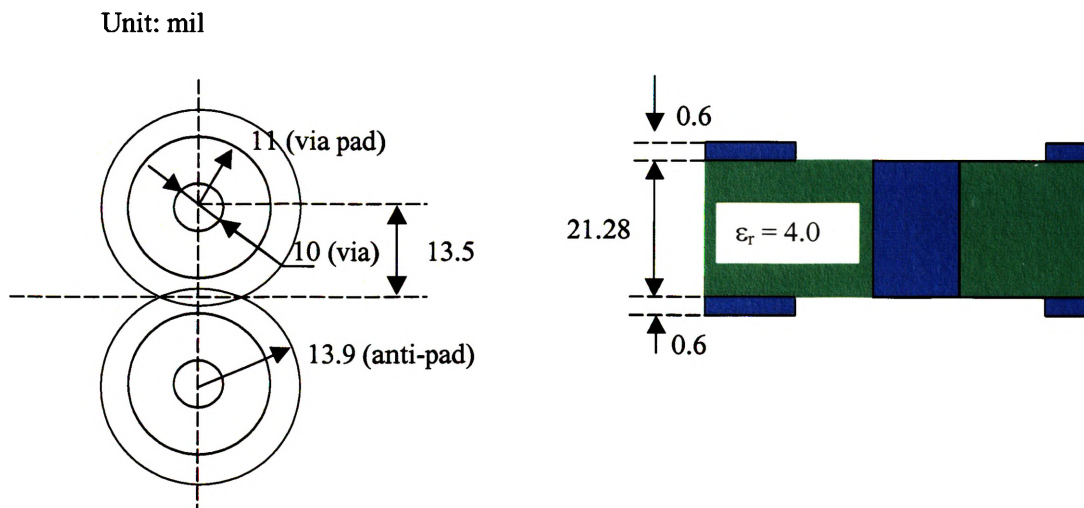 Unit: mil
11 (via pad)
10 (via)
13.5
13.9 (anti-pad)
0.6
21.28
εr = 4.0
0.6